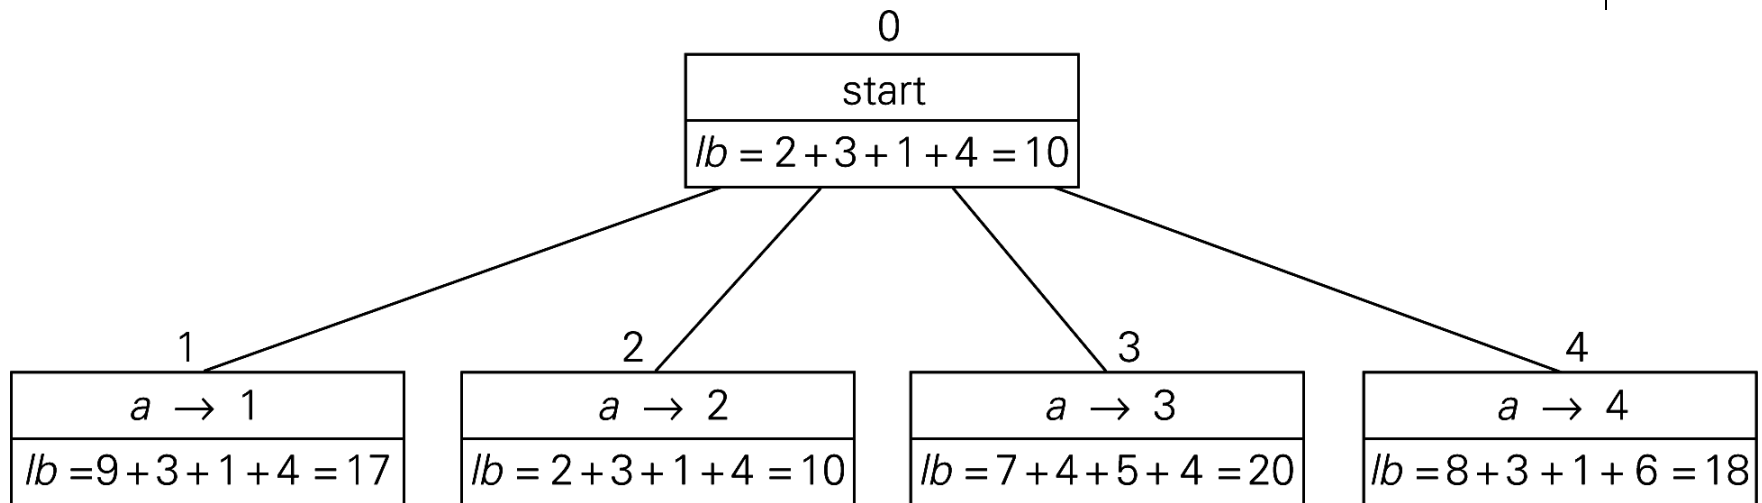 0
start
lb = 2+3+1+4 = 10
1
2
3
4
a → 1
a → 2
a → 3
a → 4
lb =9+3+1+4 =17
lb = 2+3+1+4 =10
lb =7+4+5+4 =20
lb =8+3 +1+6 =18